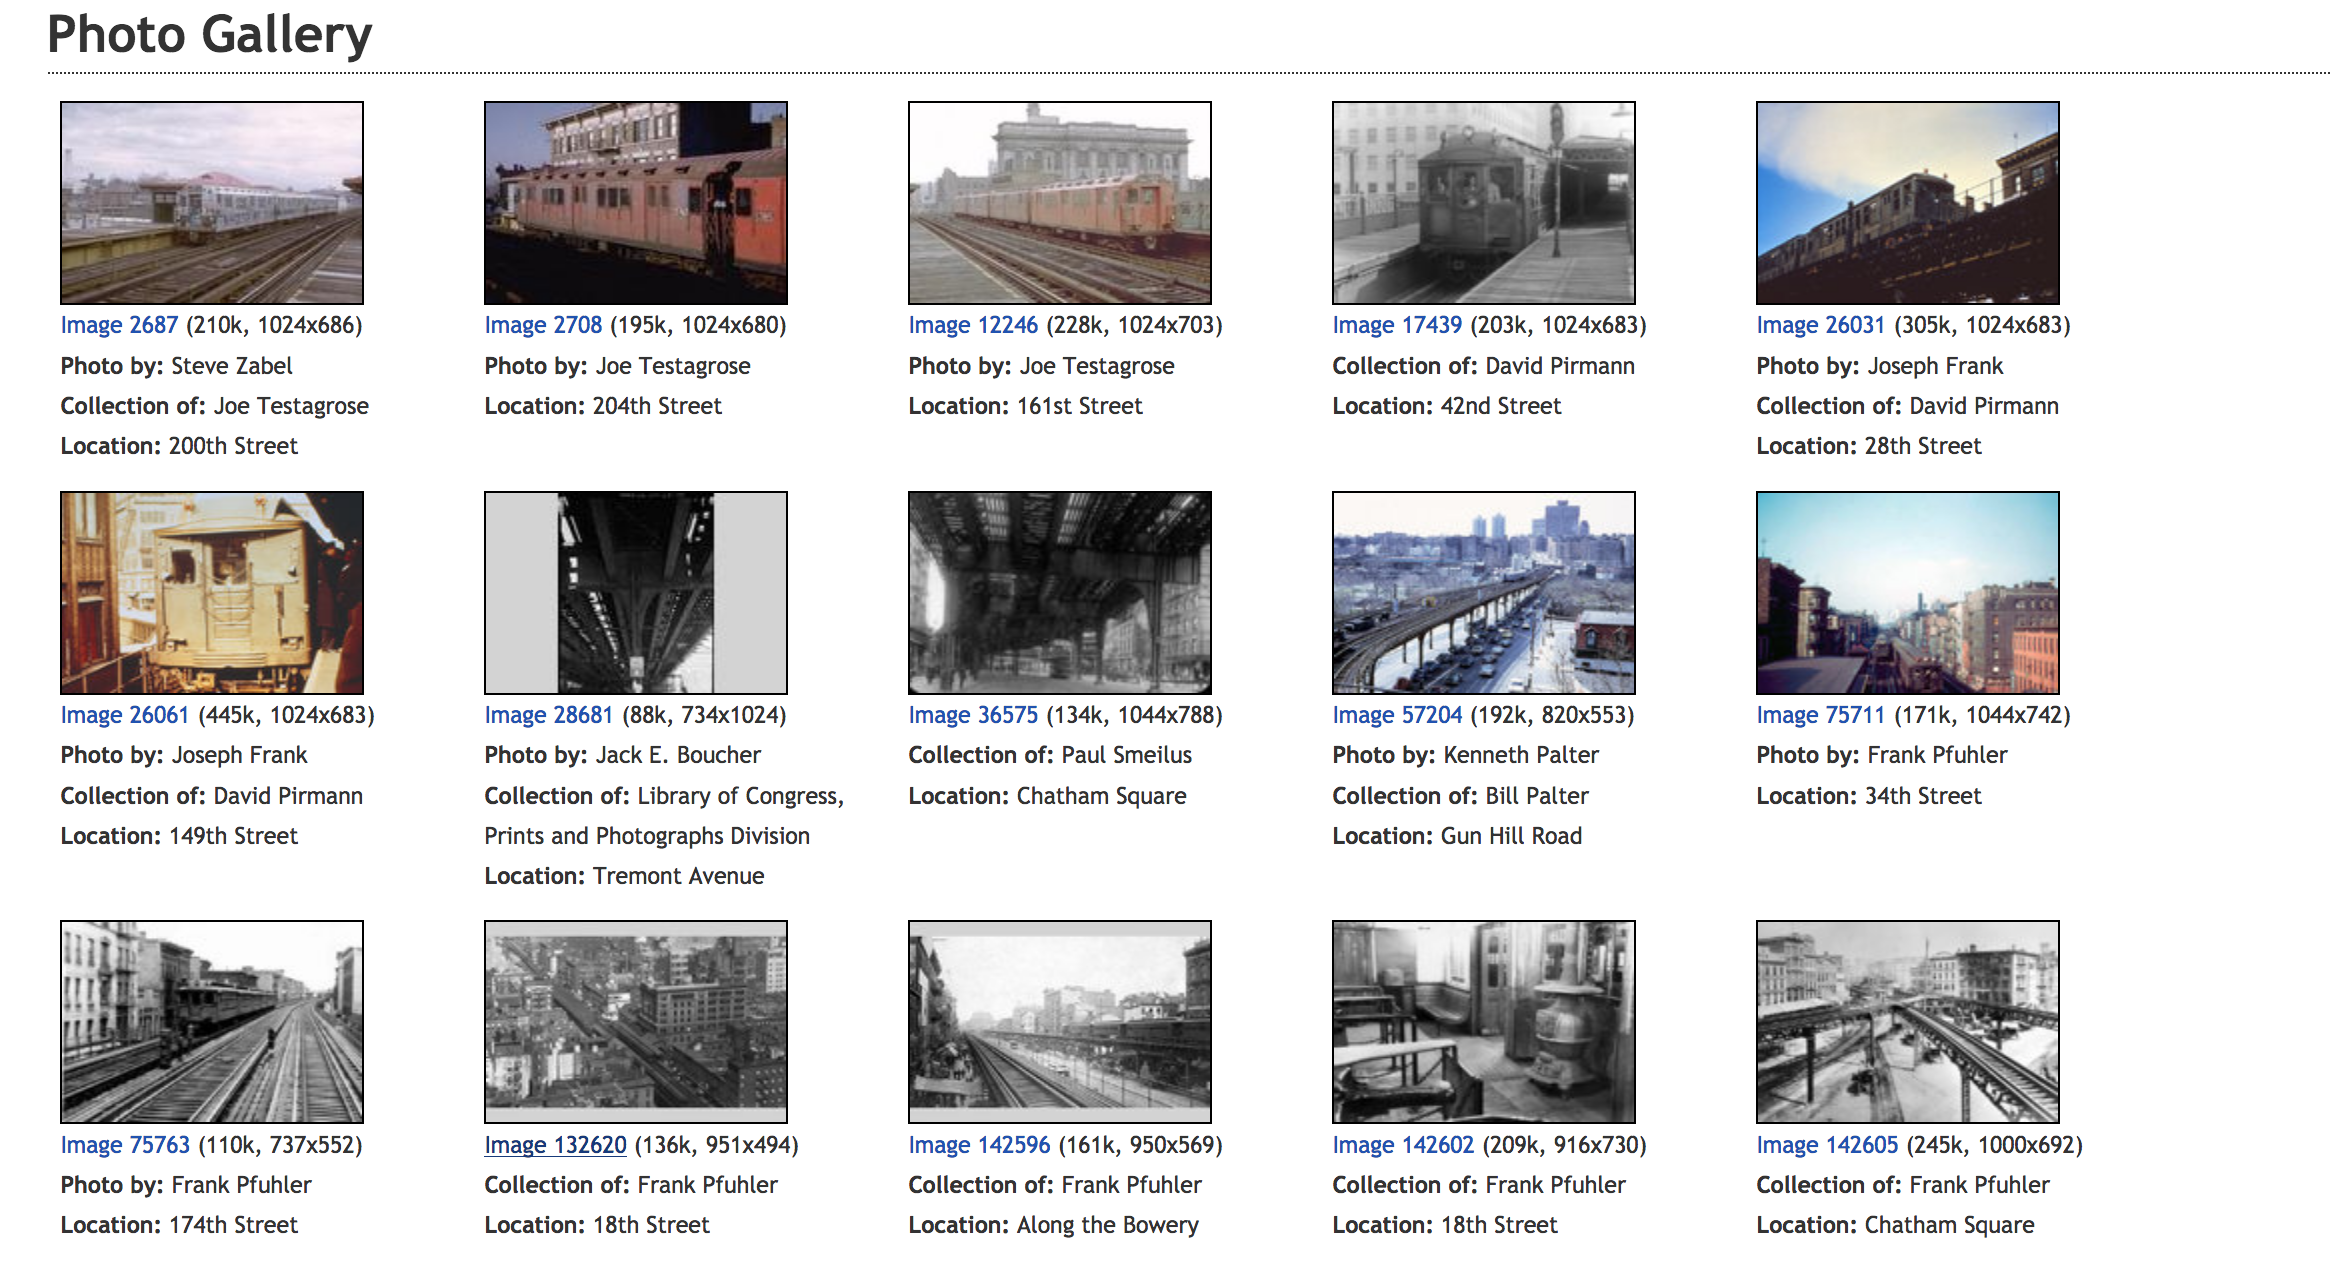 Photo Gallery
Image 2687 (210k, 1024x686)
Photo by: Steve Zabel
Collection of: Joe Testagrose
Location: 200th Street
Image 2708 (195k, 1024x680)
Photo by: Joe Testagrose
Location: 204th Street
Image 12246 (228k, 1024x703)
Photo by: Joe Testagrose
Location: 161st Street
Image 17439 (203k, 1024x683)
Collection of: David Pirmann
Location: 42nd Street
Image 26031 (305k, 1024x683)
Photo by: Joseph Frank
Collection of: David Pirmann
Location: 28th Street
Image 26061 (445k, 1024x683)
Photo by: Joseph Frank
Collection of: David Pirmann
Location: 149th Street
Image 28681 (88k, 734x1024)
Photo by: Jack E. Boucher
Collection of: Library of Congress,
Prints and Photographs Division
Location: Tremont Avenue
Image 36575 (134k, 1044x788)
Collection of: Paul Smeilus
Location: Chatham Square
Image 57204 (192k, 820x553)
Photo by: Kenneth Palter
Collection of: Bill Palter
Location: Gun Hill Road
Image 75711 (171k, 1044x742)
Photo by: Frank Pfuhler
Location: 34th Street
Image 75763 (110k, 737x552)
Photo by: Frank Pfuhler
Location: 174th Street
Image 132620 (136k, 951x494)
Collection of: Frank Pfuhler
Location: 18th Street
Image 142596 (161k, 950x569)
Collection of: Frank Pfuhler
Location: Along the Bowery
Image 142602 (209k, 916x730)
Collection of: Frank Pfuhler
Location: 18th Street
Image 142605 (245k, 1000x692)
Collection of: Frank Pfuhler
Location: Chatham Square